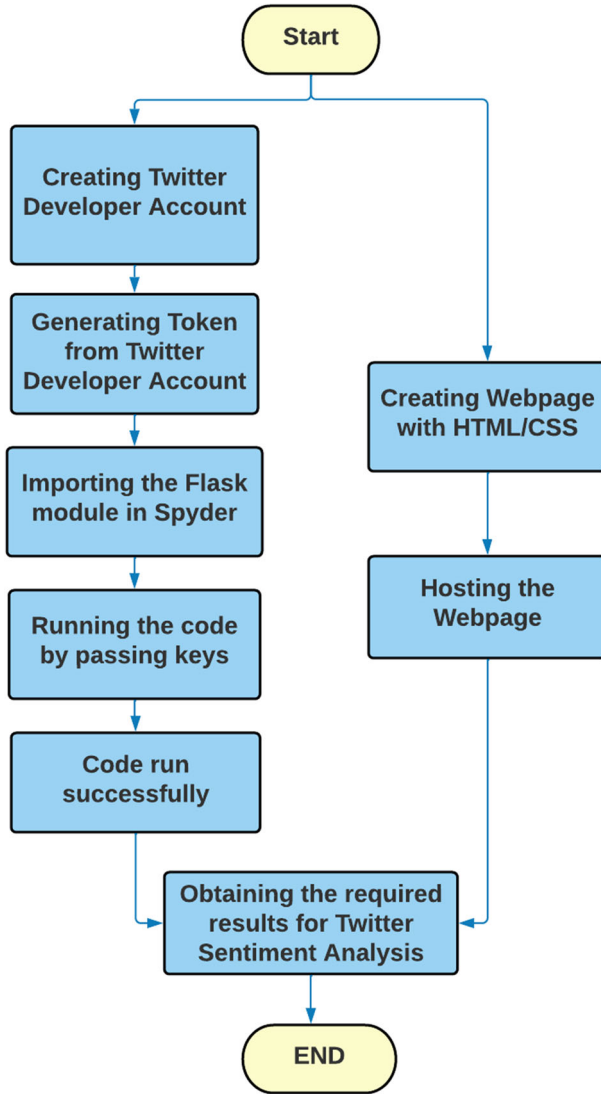 Start
Creating Twitter
Developer Account
Generating Token
from Twitter
Developer Account
Importing the Flask
module in Spyder
Running the code
by passing keys
Code run
successfully
Creating Webpage
with HTML/CSS
Hosting the
Webpage
Obtaining the required
results for Twitter
Sentiment Analysis
END